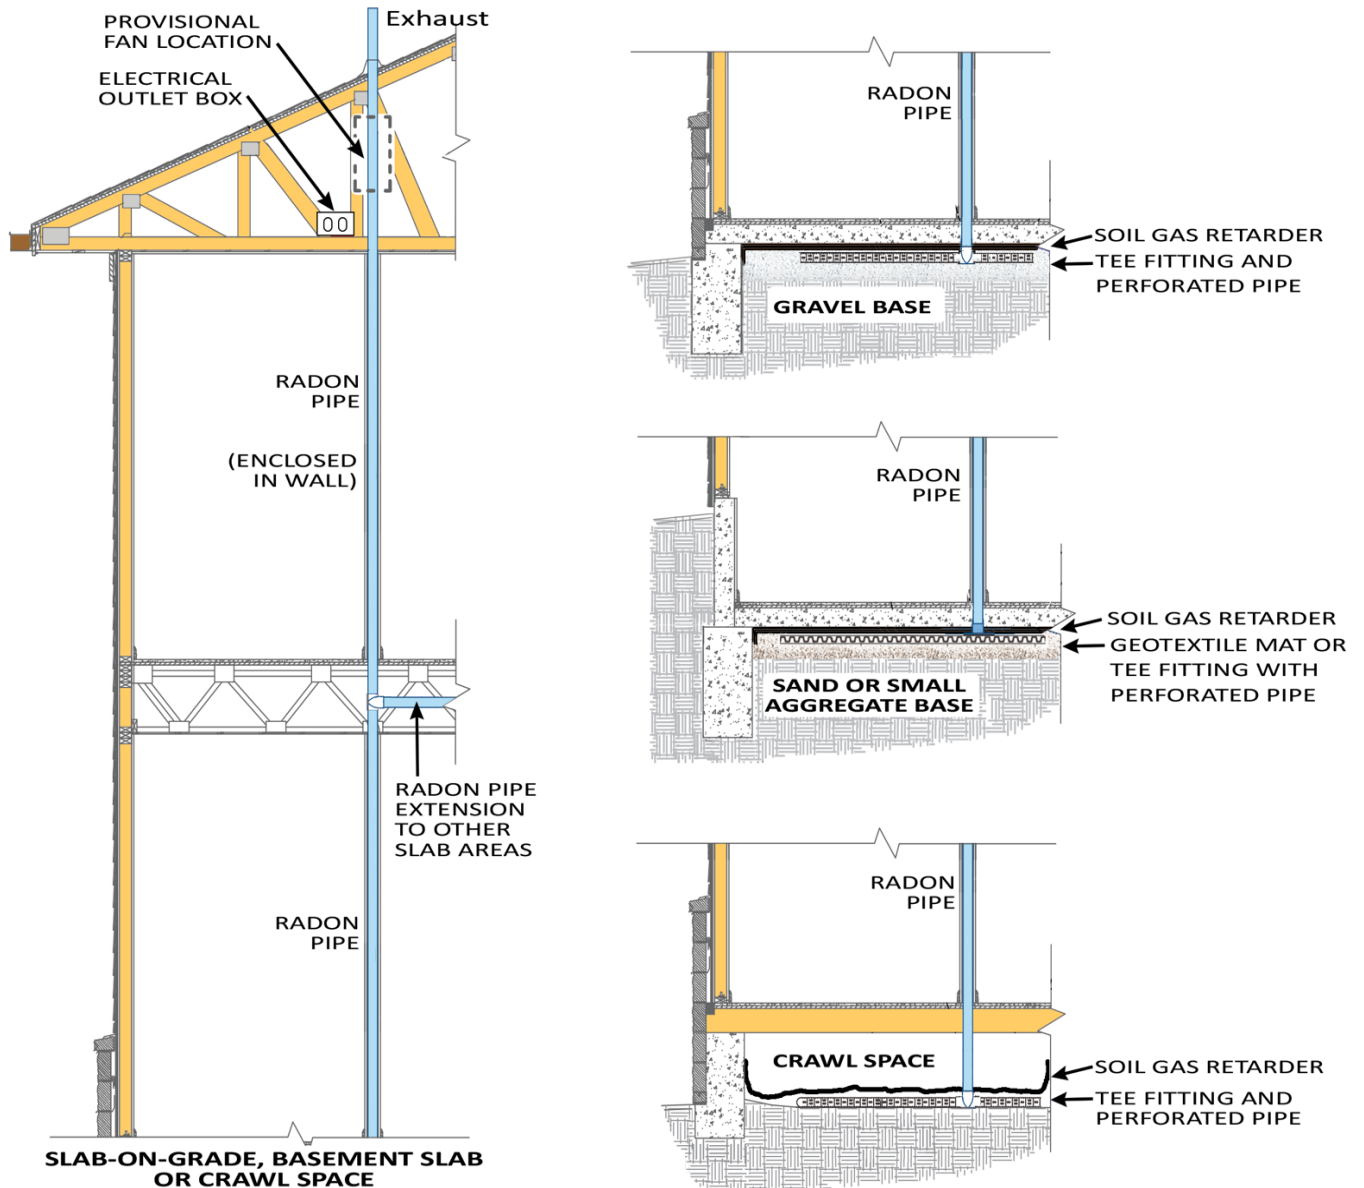 PROVISIONAL
FAN LOCATION
Exhaust
ELECTRICAL
OUTLET BOX
RADON
PIPE
(ENCLOSED
IN WALL)
RADON PIPE
EXTENSION
TO OTHER
SLAB AREAS
RADON
PIPE
SLAB-ON-GRADE, BASEMENT SLAB
OR CRAWL SPACE
RADON
PIPE
SOIL GAS RETARDER
TEE FITTING AND
PERFORATED PIPE
GRAVEL BASE
RADON
PIPE
SOIL GAS RETARDER
GEOTEXTILE MAT OR
TEE FITTING WITH
PERFORATED PIPE
SAND OR SMALL
AGGREGATE BASE
RADON
PIPE
CRAWL SPACE
SOIL GAS RETARDER
TEE FITTING AND
PERFORATED PIPE